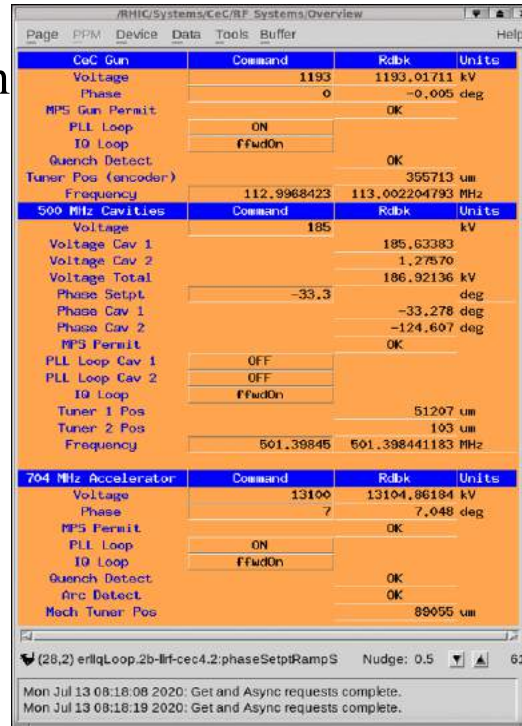 /RHIC/Systems/CeC/RF Systems/Overview
Page PPM Device Data Tools Buffer Help
CeC Gun Command Rdbk Units
Voltage 1193 1193.01711 kV
Phase 0 -0.005 deg
MPS Gun Permit OK
PLL Loop ON
IQ Loop ffwdOn
Quench Detect OK
Tuner Pos (encoder) 355713 um
Frequency 112.9968423 113.002204793 MHz
500 MHz Cavities Command Rdbk Units
Voltage 185 kV
Voltage Cav 1 185.63383
Voltage Cav 2 1.27570
Voltage Total 186.92136 kV
Phase Setpt -33.3 deg
Phase Cav 1 -33.278 deg
Phase Cav 2 -124.607 deg
MPS Permit OK
PLL Loop Cav 1 OFF
PLL Loop Cav 2 OFF
IQ Loop ffwdOn
Tuner 1 Pos 51207 um
Tuner 2 Pos 103 um
Frequency 501.39845 501.398441183 MHz
704 MHz Accelerator Command Rdbk Units
Voltage 13100 13104.86184 kV
Phase 7 7.048 deg
MPS Permit OK
PLL Loop ON
IQ Loop ffwdOn
Quench Detect OK
Arc Detect OK
Mech Tuner Pos 89055 um
(28,2) erlIqLoop.2b-llrf-cec4.2:phaseSetptRampS Nudge: 0.5
Mon Jul 13 08:18:08 2020: Get and Async requests complete.
Mon Jul 13 08:18:19 2020: Get and Async requests complete.